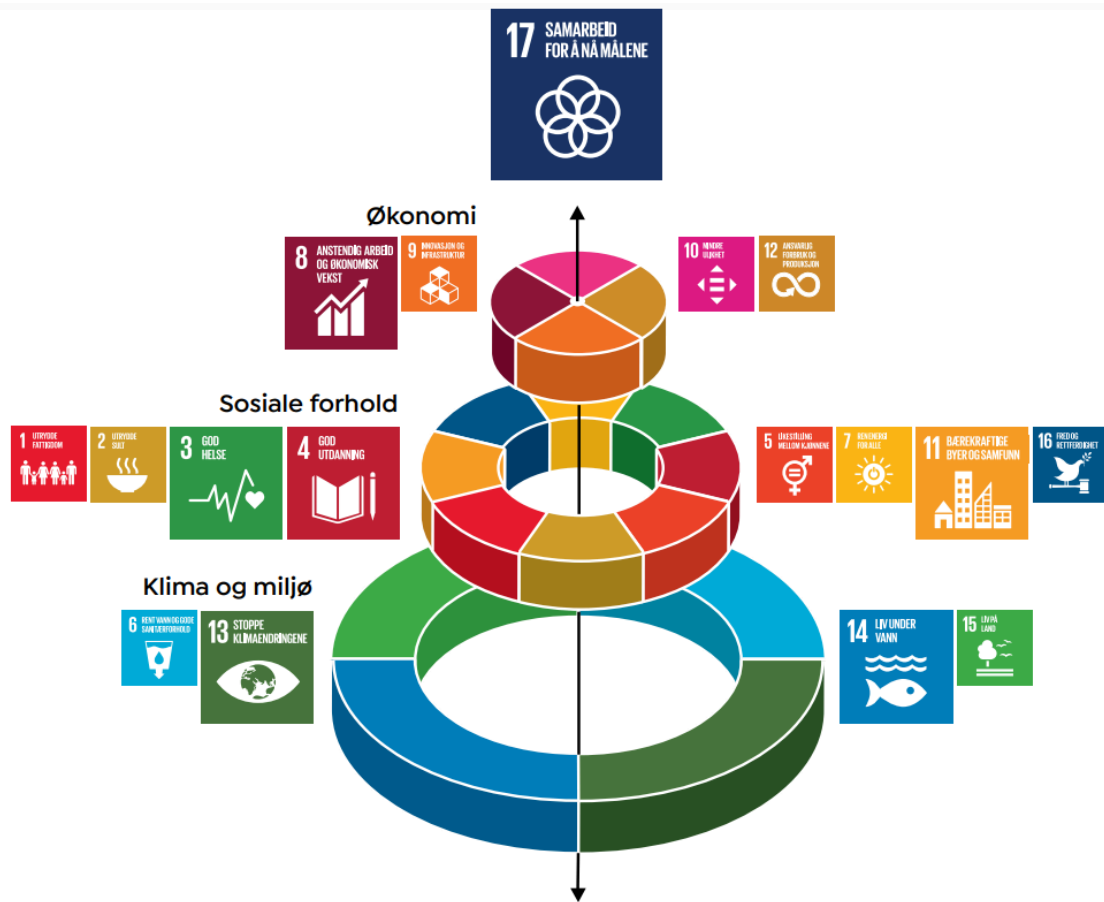 17 SAMARBEID
FOR Å NÅ MÅLENE
Økonomi
8 ANSTENDIG ARBEID
OG ØKONOMISK
VEKST
9 INNOVASJON OG
INFRASTRUKTUR
10 MINDRE
ULIKHET
12 ANSVARLIG
FORBRUK OG
PRODUKSJON
Sosiale forhold
1 UTRYDDE
FATTIGDOM
2 UTRYDDE
SULT
3 GOD
HELSE
4 GOD
UTDANNING
5 LIKESTILLING
MELLOM KJØNNENE
7 REN ENERGI
FOR ALLE
11 BÆREKRAFTIGE
BYER OG SAMFUNN
16 FRED OG
RETTFERDIGHET
Klima og miljø
6 RENT VANN OG GODE
SANITÆRFORHOLD
13 STOPPE
KLIMAENDRINGENE
14 LIV UNDER
VANN
15 LIV PÅ
LAND